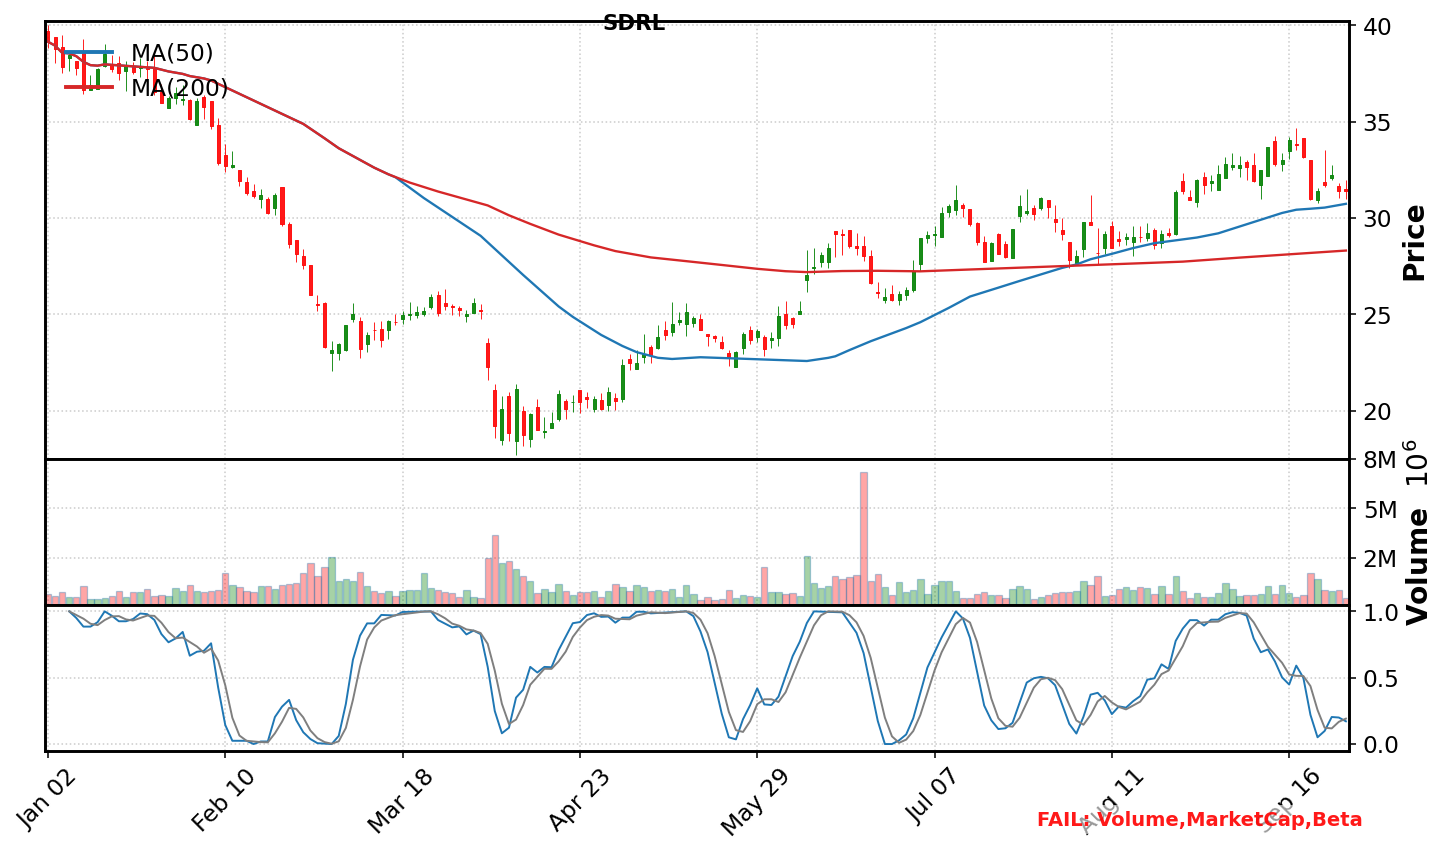 SDRL
MA(50)
MA(200)
40
35
30
25
20
Price
8M
5M
2M
Volume 10^6
1.0
0.5
0.0
Jan 02
Feb 10
Mar 18
Apr 23
May 29
Jul 07
Aug 11
Sep 16
FAIL: Volume,MarketCap,Beta